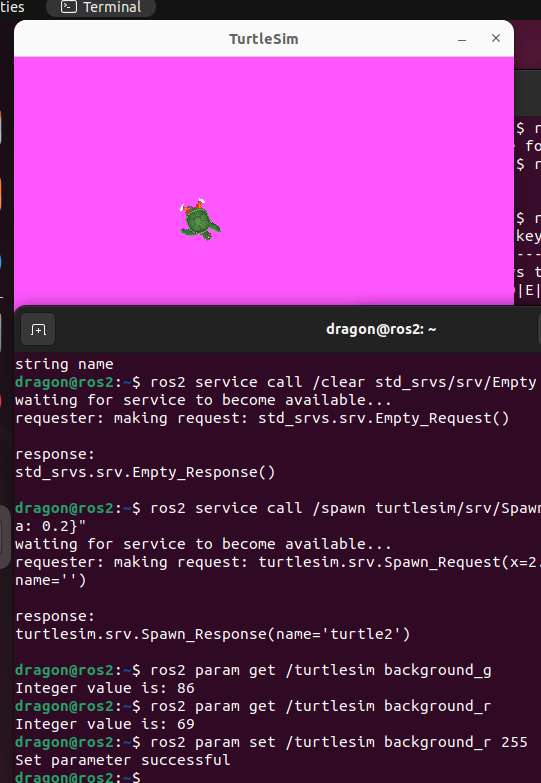 ties
Terminal
TurtleSim
$ r
fo
$ r
$ r
key
---
s t
|E|
dragon@ros2: ~
string name
dragon@ros2:~$ ros2 service call /clear std_srvs/srv/Empty
waiting for service to become available...
requester: making request: std_srvs.srv.Empty_Request()
response:
std_srvs.srv.Empty_Response()
dragon@ros2:~$ ros2 service call /spawn turtlesim/srv/Spawn
a: 0.2}"
waiting for service to become available...
requester: making request: turtlesim.srv.Spawn_Request(x=2.
name='')
response:
turtlesim.srv.Spawn_Response(name='turtle2')
dragon@ros2:~$ ros2 param get /turtlesim background_g
Integer value is: 86
dragon@ros2:~$ ros2 param get /turtlesim background_r
Integer value is: 69
dragon@ros2:~$ ros2 param set /turtlesim background_r 255
Set parameter successful
dragon@ros2:~$